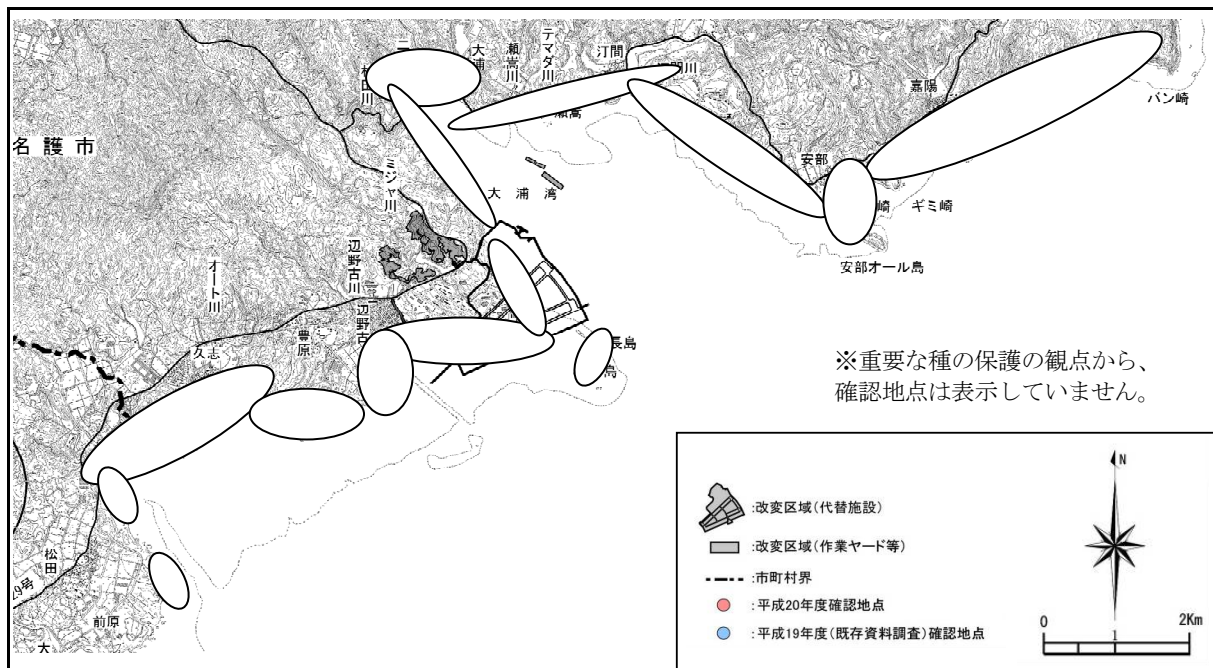 大浦
瀬嵩川
テマダ川
汀間
嘉陽
バン崎
名護市
ミジャ川
大浦湾
安部
ギミ崎
安部オール島
辺野古川
オート川
久志
豊原
辺野古
長島
島
※重要な種の保護の観点から、
確認地点は表示していません。
松田
29号
前原
大
N
:改変区域(代替施設)
:改変区域(作業ヤード等)
:市町村界
:平成20年度確認地点
:平成19年度(既存資料調査)確認地点
0 1 2Km